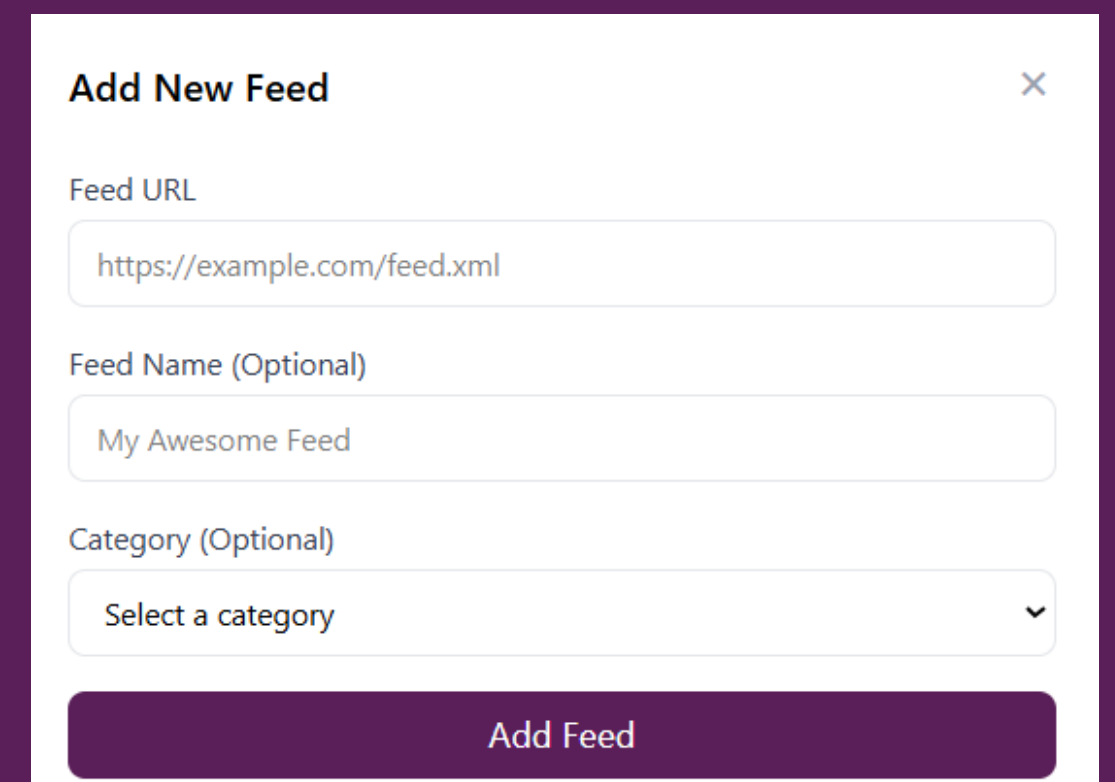 Add New Feed
Feed URL
https://example.com/feed.xml
Feed Name (Optional)
My Awesome Feed
Category (Optional)
Select a category
Add Feed